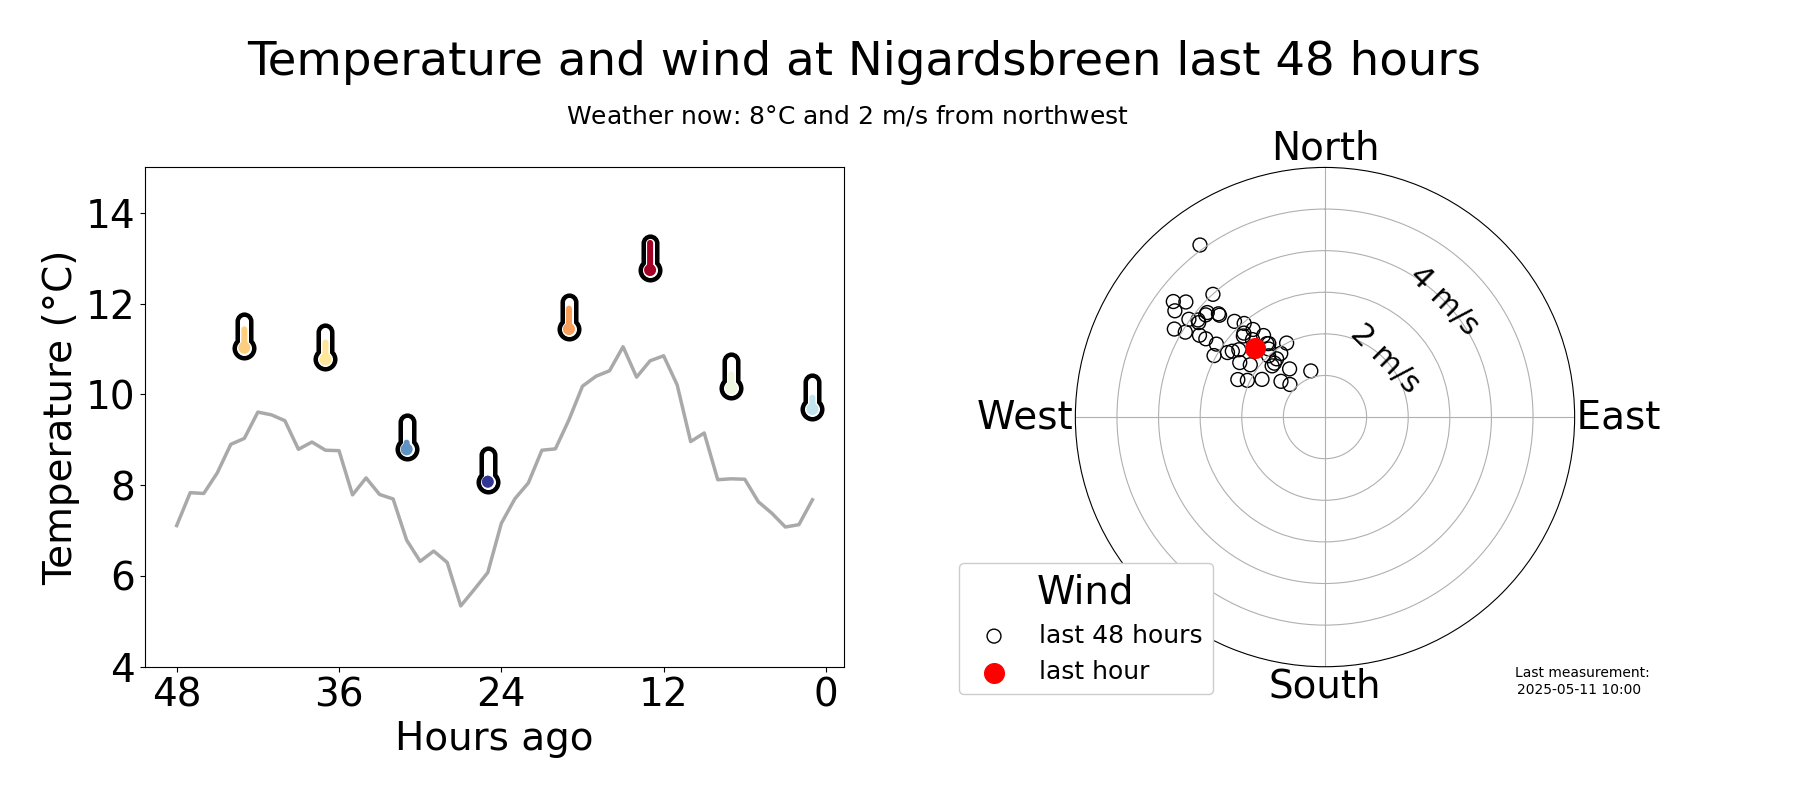 Temperature and wind at Nigardsbreen last 48 hours
Weather now: 8°C and 2 m/s from northwest
Temperature (°C)
14
12
10
8
6
4
48 36 24 12 0
Hours ago
North
West
East
South
4 m/s
2 m/s
Wind
last 48 hours
last hour
Last measurement:
2025-05-11 10:00